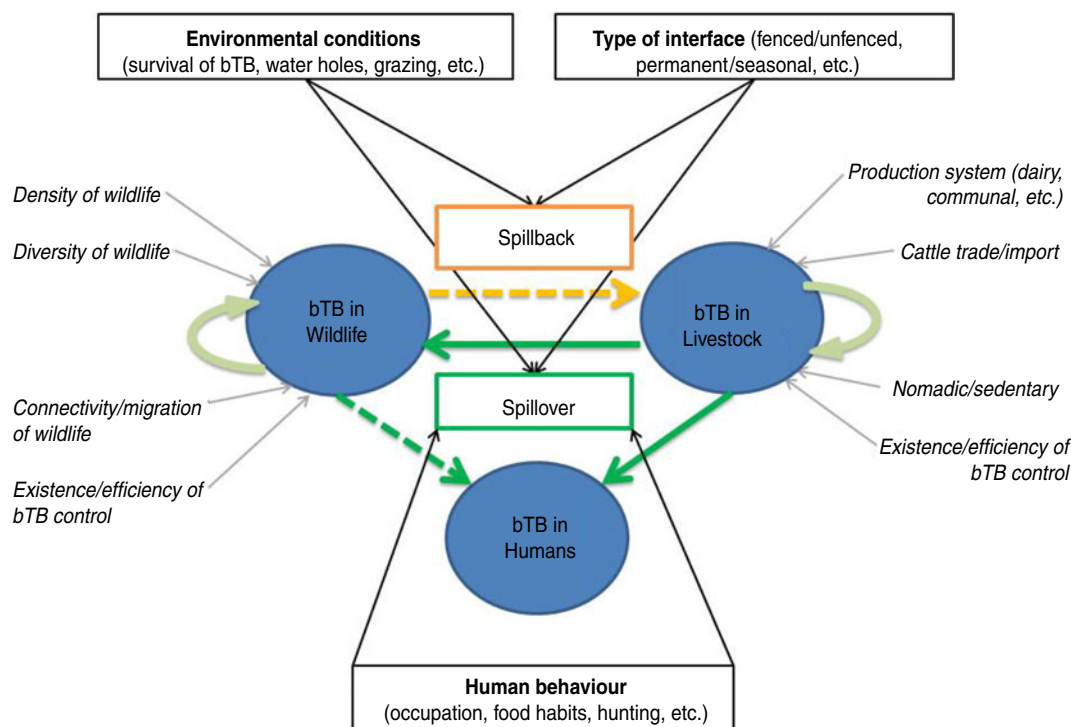 Environmental conditions
(survival of bTB, water holes, grazing, etc.)
Type of interface (fenced/unfenced,
permanent/seasonal, etc.)
Density of wildlife
Diversity of wildlife
Production system (dairy,
communal, etc.)
Cattle trade/import
Spillback
bTB in
Wildlife
bTB in
Livestock
Spillover
Connectivity/migration
of wildlife
Existence/efficiency of
bTB control
Nomadic/sedentary
Existence/efficiency of
bTB control
bTB in
Humans
Human behaviour
(occupation, food habits, hunting, etc.)